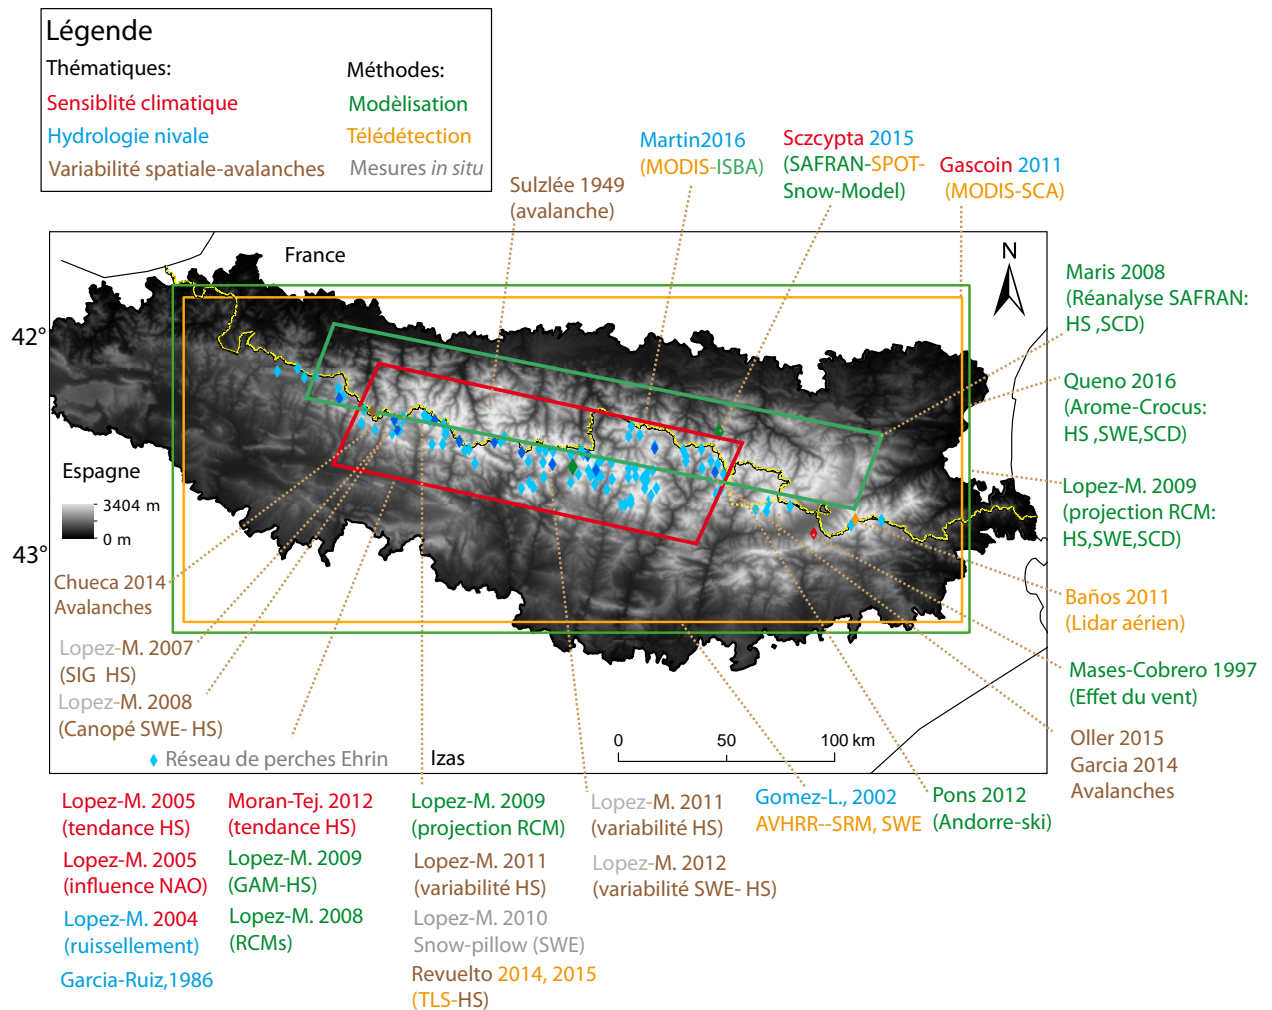 Légende
Thématiques:
Méthodes:
Sensiblité climatique
Modèlisation
Hydrologie nivale
Télédétection
Variabilité spatiale-avalanches
Mesures in situ
Sulzlée 1949
(avalanche)
Martin2016
(MODIS-ISBA)
Sczcypta 2015
(SAFRAN-SPOT-
Snow-Model)
Gascoin 2011
(MODIS-SCA)
France
N
42°
43°
Espagne
3404 m
0 m
Maris 2008
(Réanalyse SAFRAN:
HS ,SCD)
Queno 2016
(Arome-Crocus:
HS ,SWE,SCD)
Lopez-M. 2009
(projection RCM:
HS,SWE,SCD)
Baños 2011
(Lidar aérien)
Mases-Cobrero 1997
(Effet du vent)
Oller 2015
Garcia 2014
Avalanches
Chueca 2014
Avalanches
Lopez-M. 2007
(SIG HS)
Lopez-M. 2008
(Canopé SWE- HS)
Réseau de perches Ehrin
Izas
0 50 100 km
Lopez-M. 2005
(tendance HS)
Lopez-M. 2005
(influence NAO)
Lopez-M. 2004
(ruissellement)
Garcia-Ruiz,1986
Moran-Tej. 2012
(tendance HS)
Lopez-M. 2009
(GAM-HS)
Lopez-M. 2008
(RCMs)
Lopez-M. 2009
(projection RCM)
Lopez-M. 2011
(variabilité HS)
Lopez-M. 2010
Snow-pillow (SWE)
Revuelto 2014, 2015
(TLS-HS)
Lopez-M. 2011
(variabilité HS)
Lopez-M. 2012
(variabilité SWE- HS)
Gomez-L., 2002
AVHRR--SRM, SWE
Pons 2012
(Andorre-ski)